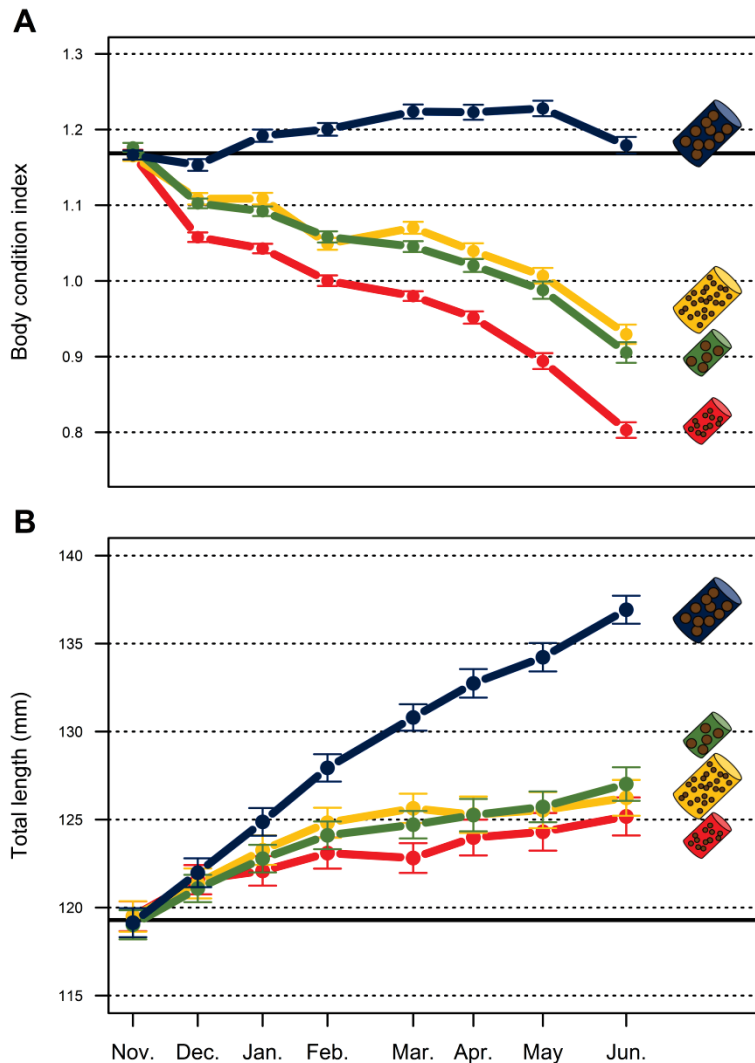 A
1.3
1.2
1.1
1.0
0.9
0.8
Body condition index
B
140
135
130
125
120
115
Total length (mm)
Nov. Dec. Jan. Feb. Mar. Apr. May Jun.